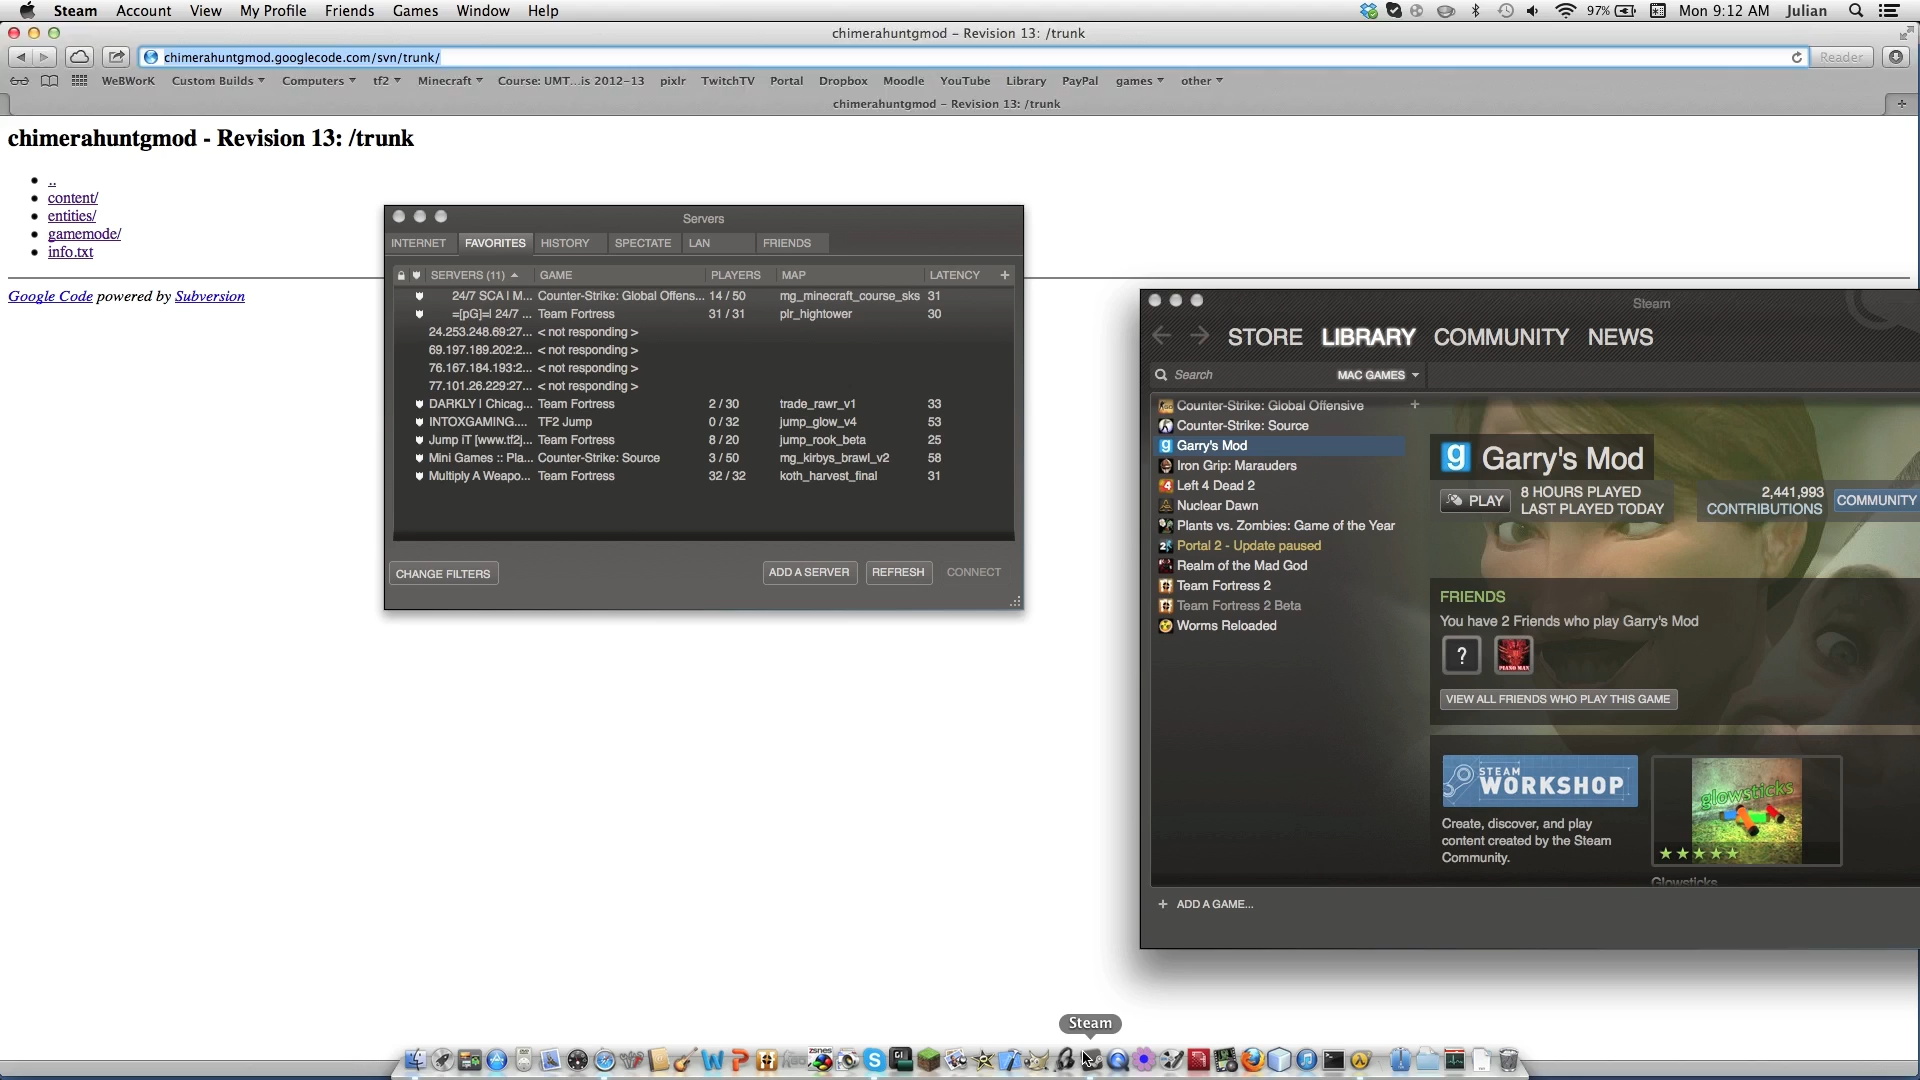 Steam Account View My Profile Friends Games Window Help 97% Mon 9:12 AM Julian
chimerahuntgmod – Revision 13: /trunk
chimerahuntgmod.googlecode.com/svn/trunk/ Reader
WeBWorK Custom Builds Computers tf2 Minecraft Course: UMT...is 2012-13 pixlr TwitchTV Portal Dropbox Moodle YouTube Library PayPal games other
chimerahuntgmod – Revision 13: /trunk
chimerahuntgmod - Revision 13: /trunk
..
content/
entities/
gamemode/
info.txt
Google Code powered by Subversion
Servers
INTERNET FAVORITES HISTORY SPECTATE LAN FRIENDS
SERVERS (11) GAME PLAYERS MAP LATENCY +
24/7 SCA I M... Counter-Strike: Global Offens... 14 / 50 mg_minecraft_course_sks 31
=[pG]=I 24/7 ... Team Fortress 31 / 31 plr_hightower 30
24.253.248.69:27... < not responding >
69.197.189.202:2... < not responding >
76.167.184.193:2... < not responding >
77.101.26.229:27... < not responding >
DARKLY I Chicag... Team Fortress 2 / 30 trade_rawr_v1 33
INTOXGAMING.... TF2 Jump 0 / 32 jump_glow_v4 53
Jump iT [www.tf2j... Team Fortress 8 / 20 jump_rook_beta 25
Mini Games :: Pla... Counter-Strike: Source 3 / 50 mg_kirbys_brawl_v2 58
Multiply A Weapo... Team Fortress 32 / 32 koth_harvest_final 31
CHANGE FILTERS ADD A SERVER REFRESH CONNECT
Steam
STORE LIBRARY COMMUNITY NEWS
Search MAC GAMES
Counter-Strike: Global Offensive +
Counter-Strike: Source
Garry's Mod
Iron Grip: Marauders
Left 4 Dead 2
Nuclear Dawn
Plants vs. Zombies: Game of the Year
Portal 2 - Update paused
Realm of the Mad God
Team Fortress 2
Team Fortress 2 Beta
Worms Reloaded
+ ADD A GAME...
g Garry's Mod
PLAY 8 HOURS PLAYED
LAST PLAYED TODAY
2,441,993
CONTRIBUTIONS
COMMUNITY
FRIENDS
You have 2 Friends who play Garry's Mod
? PIANO MAN
VIEW ALL FRIENDS WHO PLAY THIS GAME
STEAM
WORKSHOP
Create, discover, and play
content created by the Steam
Community.
glowsticks
Glowsticks
Steam